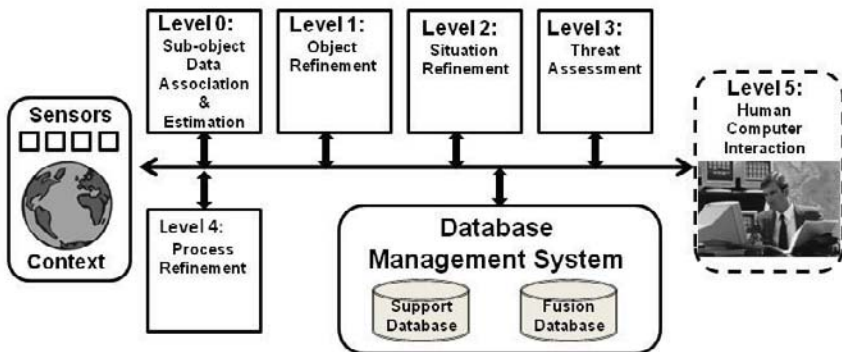 Sensors
Context
Level 0:
Sub-object
Data
Association
&
Estimation
Level 1:
Object
Refinement
Level 2:
Situation
Refinement
Level 3:
Threat
Assessment
Level 5:
Human
Computer
Interaction
Level 4:
Process
Refinement
Database
Management System
Support
Database
Fusion
Database